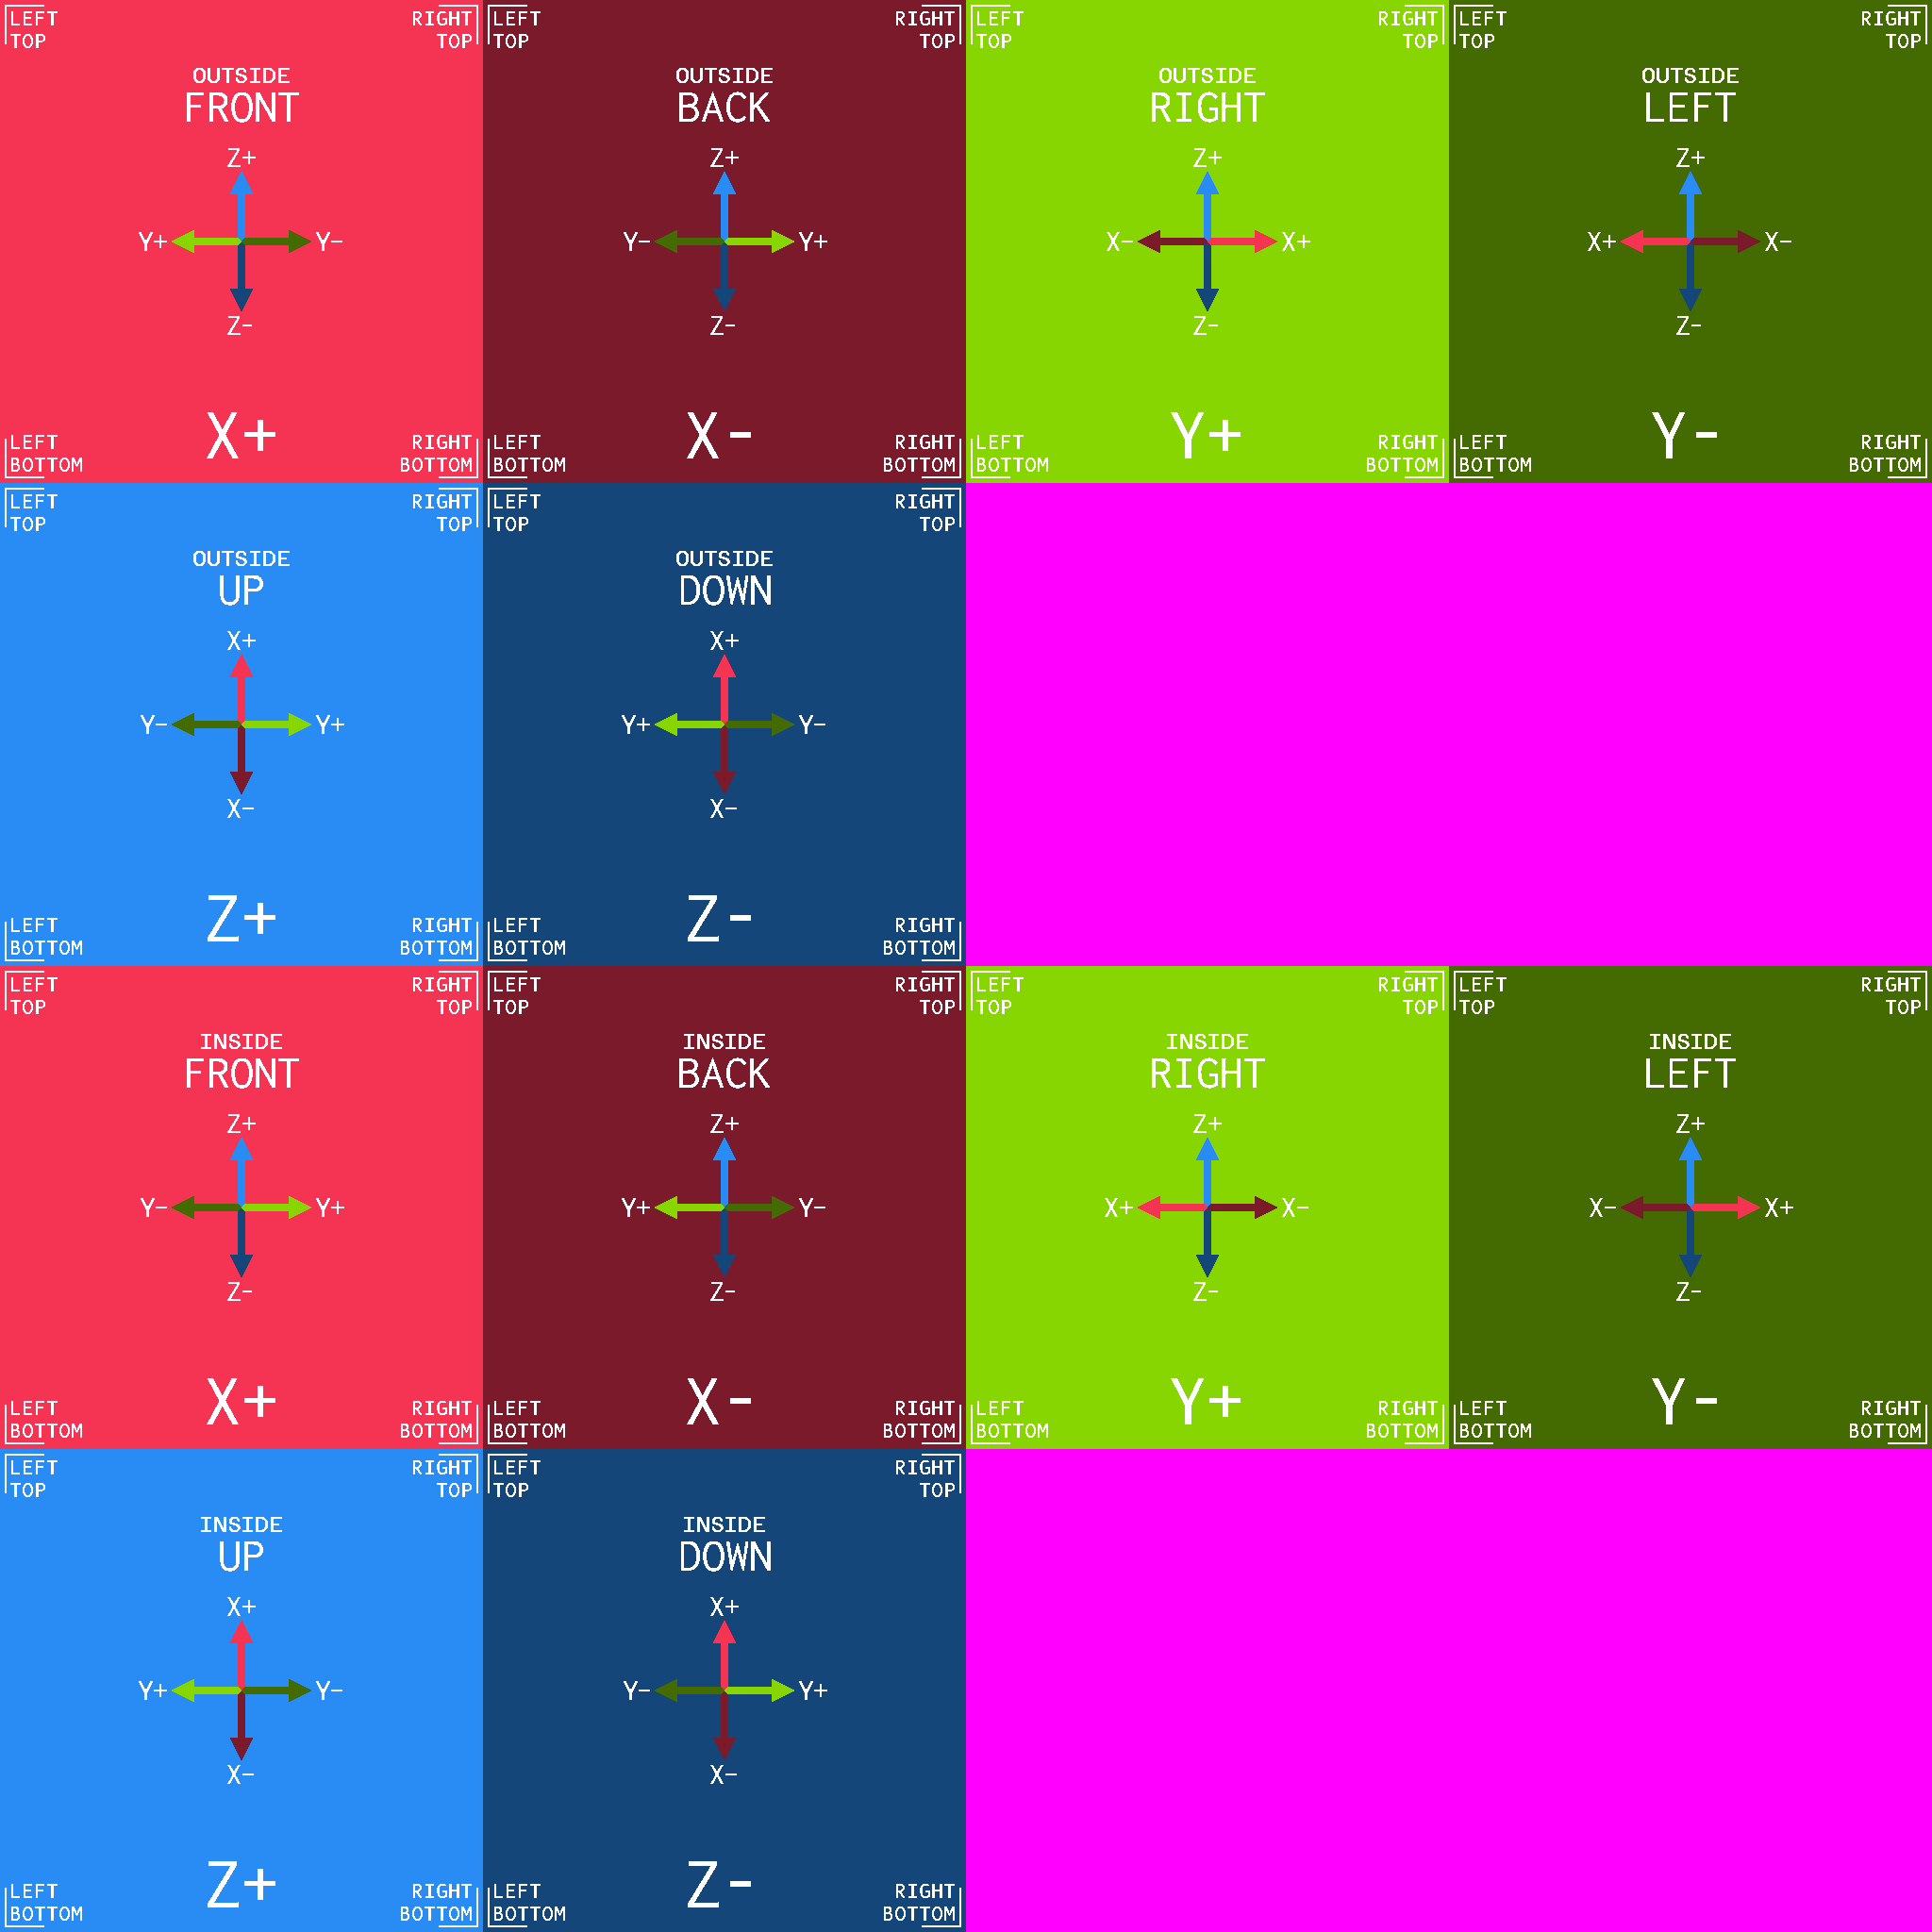 LEFT TOP
RIGHT TOP
OUTSIDE
FRONT
Z+
Y+ Y-
Z-
X+
LEFT BOTTOM
RIGHT BOTTOM
LEFT TOP
RIGHT TOP
OUTSIDE
BACK
Z+
Y- Y+
Z-
X-
LEFT BOTTOM
RIGHT BOTTOM
LEFT TOP
RIGHT TOP
OUTSIDE
RIGHT
Z+
X- X+
Z-
Y+
LEFT BOTTOM
RIGHT BOTTOM
LEFT TOP
RIGHT TOP
OUTSIDE
LEFT
Z+
X+ X-
Z-
Y-
LEFT BOTTOM
RIGHT BOTTOM
LEFT TOP
RIGHT TOP
OUTSIDE
UP
X+
Y- Y+
X-
Z+
LEFT BOTTOM
RIGHT BOTTOM
LEFT TOP
RIGHT TOP
OUTSIDE
DOWN
X+
Y+ Y-
X-
Z-
LEFT BOTTOM
RIGHT BOTTOM
LEFT TOP
RIGHT TOP
INSIDE
FRONT
Z+
Y- Y+
Z-
X+
LEFT BOTTOM
RIGHT BOTTOM
LEFT TOP
RIGHT TOP
INSIDE
BACK
Z+
Y+ Y-
Z-
X-
LEFT BOTTOM
RIGHT BOTTOM
LEFT TOP
RIGHT TOP
INSIDE
RIGHT
Z+
X+ X-
Z-
Y+
LEFT BOTTOM
RIGHT BOTTOM
LEFT TOP
RIGHT TOP
INSIDE
LEFT
Z+
X- X+
Z-
Y-
LEFT BOTTOM
RIGHT BOTTOM
LEFT TOP
RIGHT TOP
INSIDE
UP
X+
Y+ Y-
X-
Z+
LEFT BOTTOM
RIGHT BOTTOM
LEFT TOP
RIGHT TOP
INSIDE
DOWN
X+
Y- Y+
X-
Z-
LEFT BOTTOM
RIGHT BOTTOM